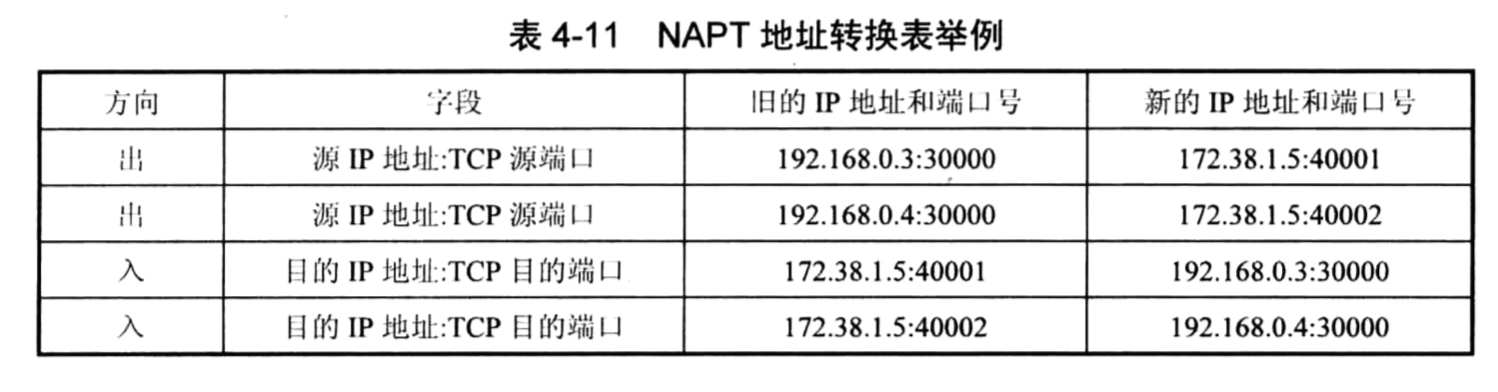 表 4-11 NAPT 地址转换表举例
方向 字段 旧的 IP 地址和端口号 新的 IP 地址和端口号
出 源 IP 地址:TCP 源端口 192.168.0.3:30000 172.38.1.5:40001
出 源 IP 地址:TCP 源端口 192.168.0.4:30000 172.38.1.5:40002
入 目的 IP 地址:TCP 目的端口 172.38.1.5:40001 192.168.0.3:30000
入 目的 IP 地址:TCP 目的端口 172.38.1.5:40002 192.168.0.4:30000